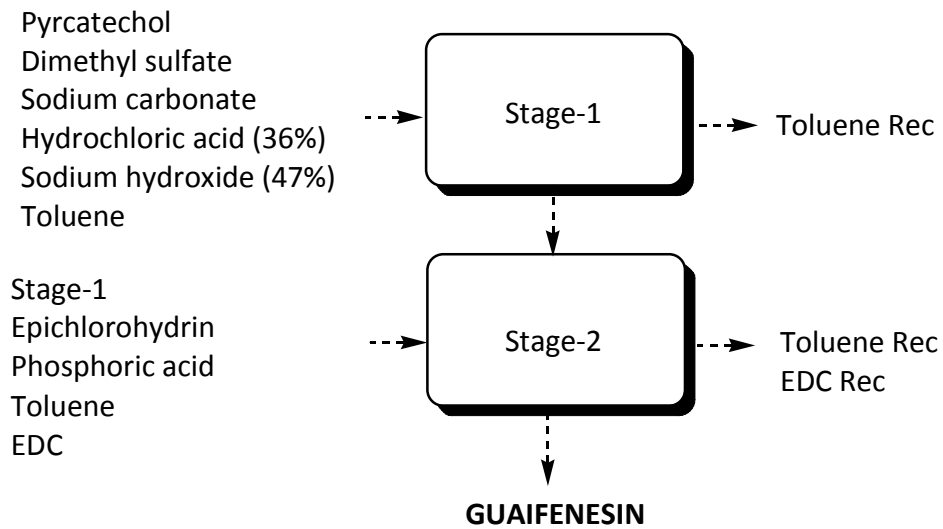 Pyrcatechol
Dimethyl sulfate
Sodium carbonate
Hydrochloric acid (36%)
Sodium hydroxide (47%)
Toluene
Stage-1
Toluene Rec
Stage-1
Epichlorohydrin
Phosphoric acid
Toluene
EDC
Stage-2
Toluene Rec
EDC Rec
GUAIFENESIN